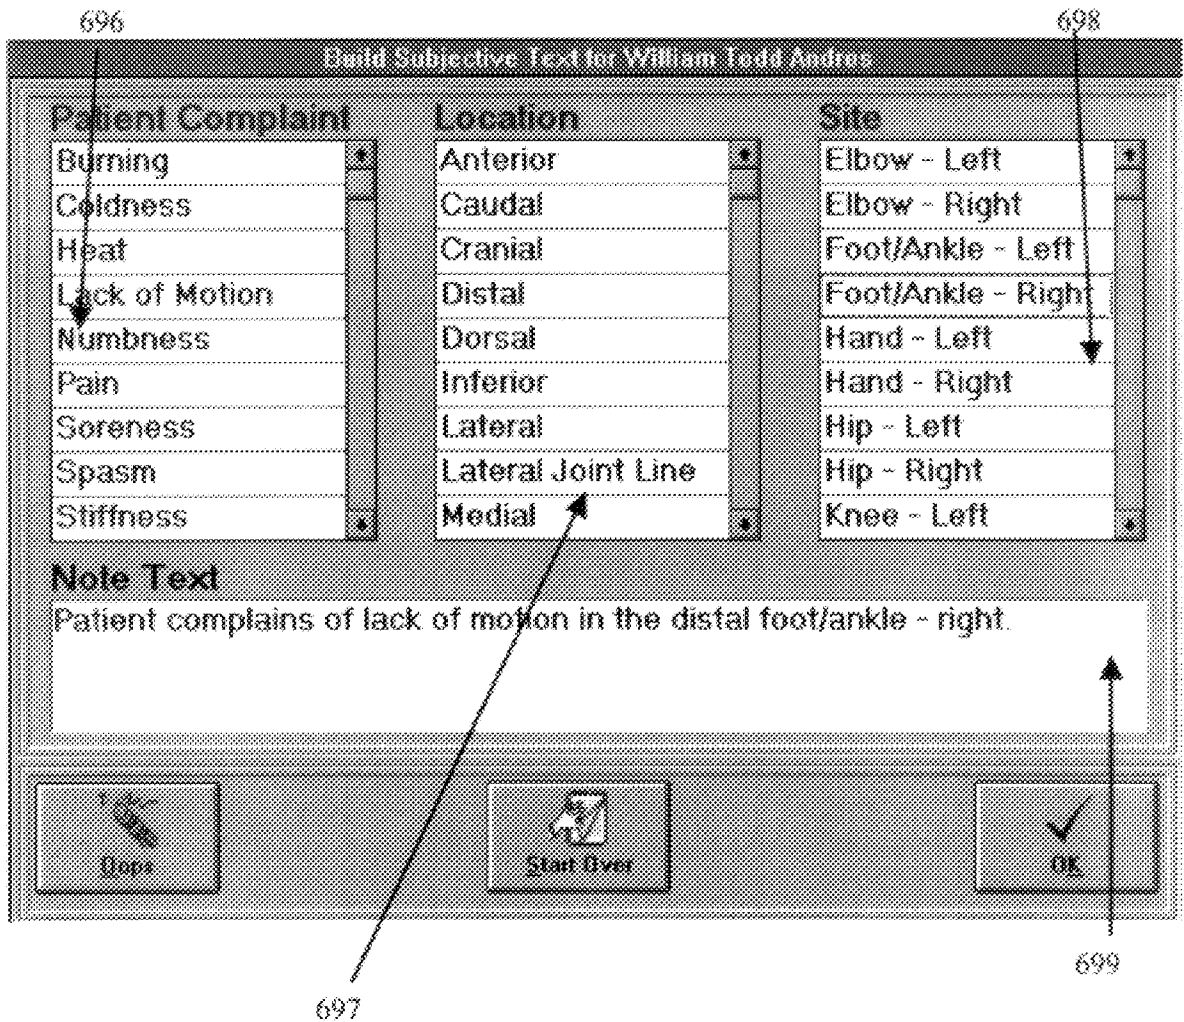 696
698
Build Subjective Text for William Todd Andros
Patient Complaint
Location
Site
Burning
Coldness
Heat
Lack of Motion
Numbness
Pain
Soreness
Spasm
Stiffness
Anterior
Caudal
Cranial
Distal
Dorsal
Inferior
Lateral
Lateral Joint Line
Medial
Elbow - Left
Elbow - Right
Foot/Ankle - Left
Foot/Ankle - Right
Hand - Left
Hand - Right
Hip - Left
Hip - Right
Knee - Left
Note Text
Patient complains of lack of motion in the distal foot/ankle - right.
Oops
Start Over
OK
699
697